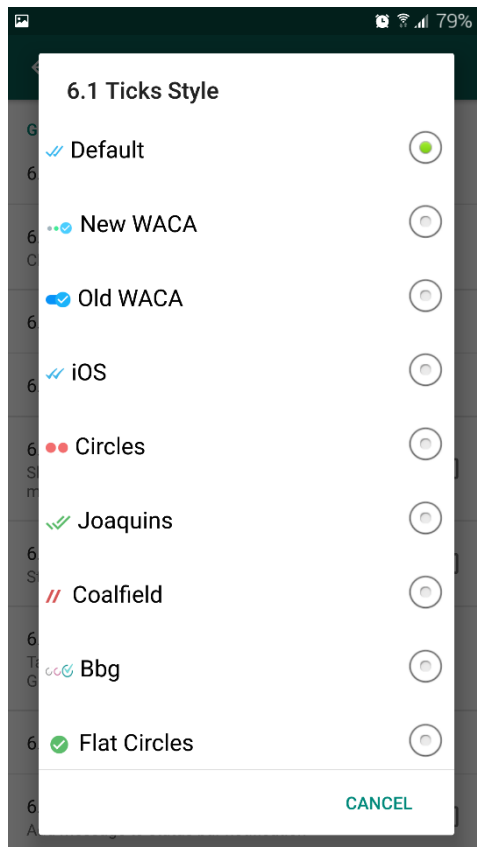 79%
6.1 Ticks Style
Default
New WACA
Old WACA
iOS
Circles
Joaquins
Coalfield
Bbg
Flat Circles
CANCEL